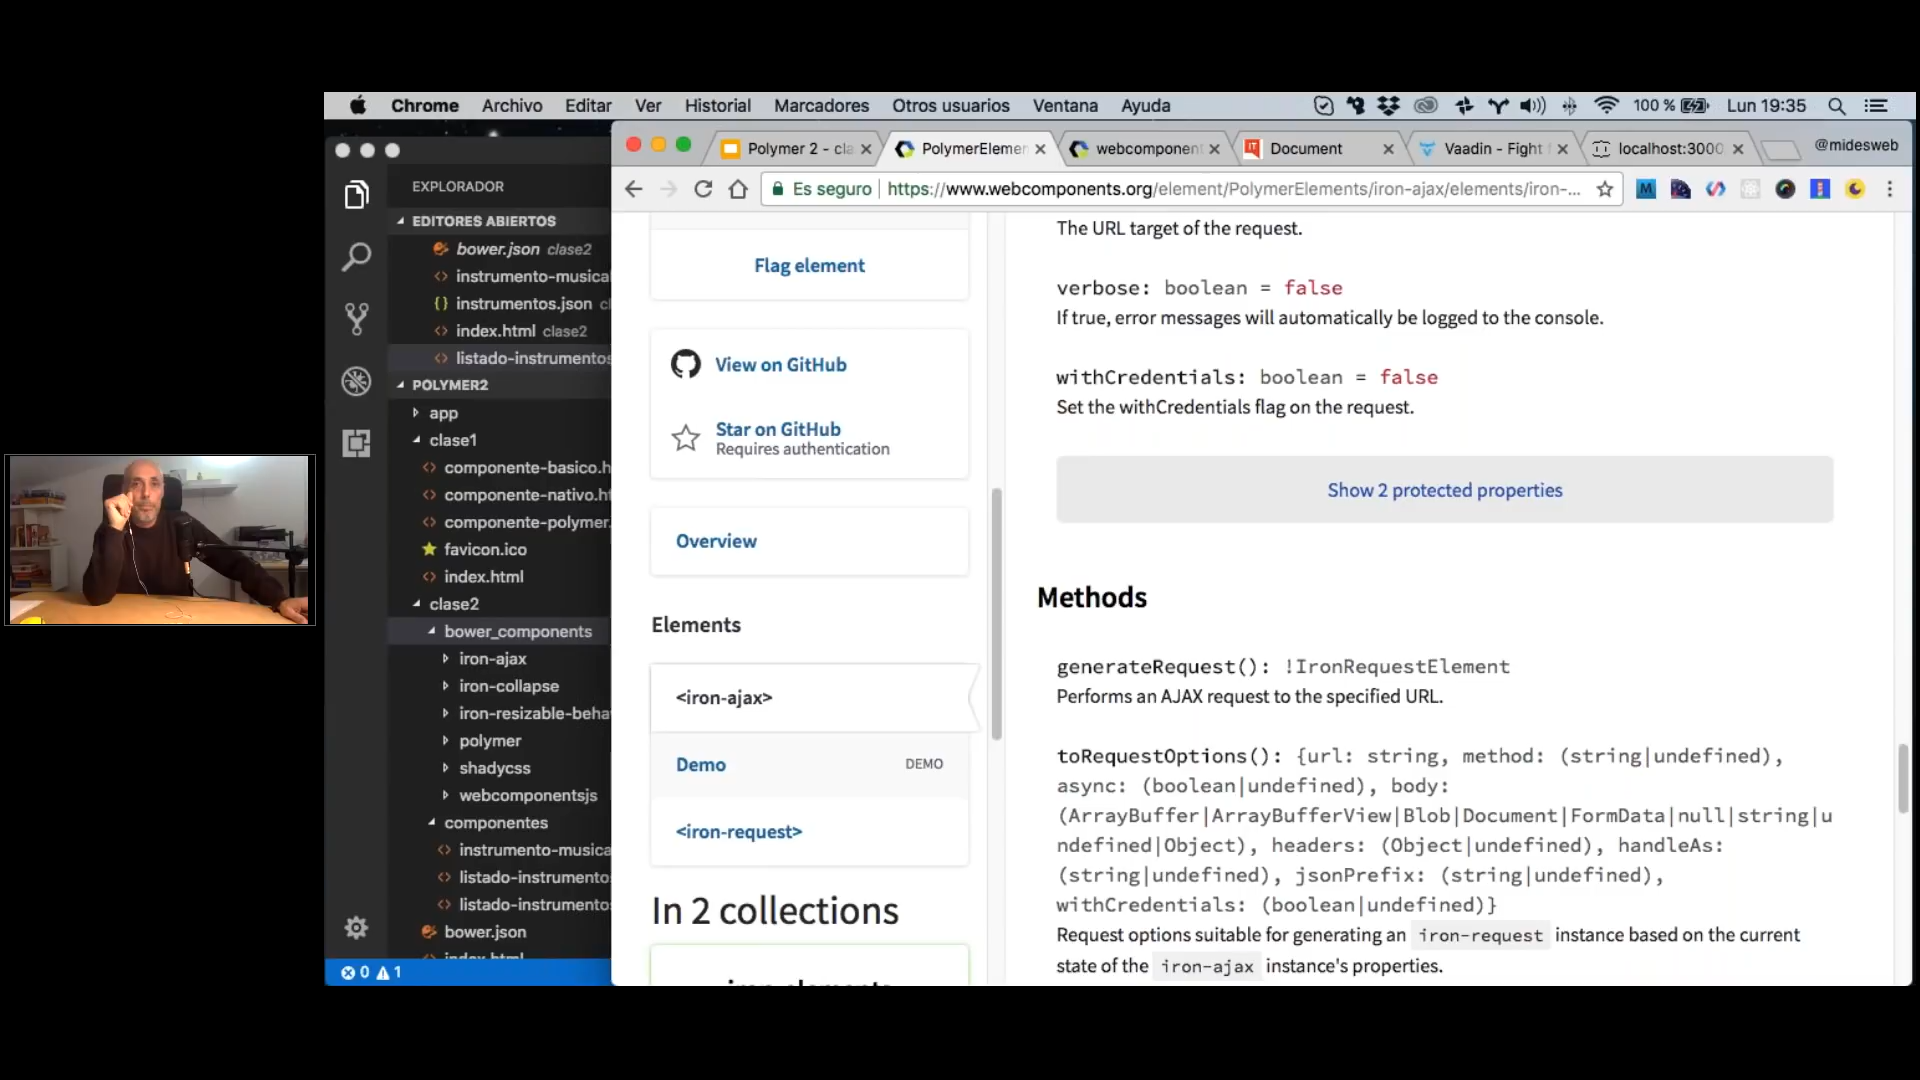 Chrome Archivo Editar Ver Historial Marcadores Otros usuarios Ventana Ayuda 100 % Lun 19:35
Polymer 2 - cla
PolymerElemen
webcomponent
Document
Vaadin - Fight f
localhost:3000
@midesweb
Es seguro https://www.webcomponents.org/element/PolymerElements/iron-ajax/elements/iron-...
EXPLORADOR
EDITORES ABIERTOS
bower.json clase2
instrumento-musical
instrumentos.json cl
index.html clase2
listado-instrumentos
POLYMER2
app
clase1
componente-basico.h
componente-nativo.ht
componente-polymer.
favicon.ico
index.html
clase2
bower_components
iron-ajax
iron-collapse
iron-resizable-beha
polymer
shadycss
webcomponentsjs
componentes
instrumento-musica
listado-instrumento
listado-instrumento
bower.json
index.html
0 1
Flag element
View on GitHub
Star on GitHub
Requires authentication
Overview
Elements
<iron-ajax>
Demo DEMO
<iron-request>
In 2 collections
iron-elements
The URL target of the request.
verbose: boolean = false
If true, error messages will automatically be logged to the console.
withCredentials: boolean = false
Set the withCredentials flag on the request.
Show 2 protected properties
Methods
generateRequest(): !IronRequestElement
Performs an AJAX request to the specified URL.
toRequestOptions(): {url: string, method: (string|undefined),
async: (boolean|undefined), body:
(ArrayBuffer|ArrayBufferView|Blob|Document|FormData|null|string|u
ndefined|Object), headers: (Object|undefined), handleAs:
(string|undefined), jsonPrefix: (string|undefined),
withCredentials: (boolean|undefined)}
Request options suitable for generating an iron-request instance based on the current
state of the iron-ajax instance's properties.